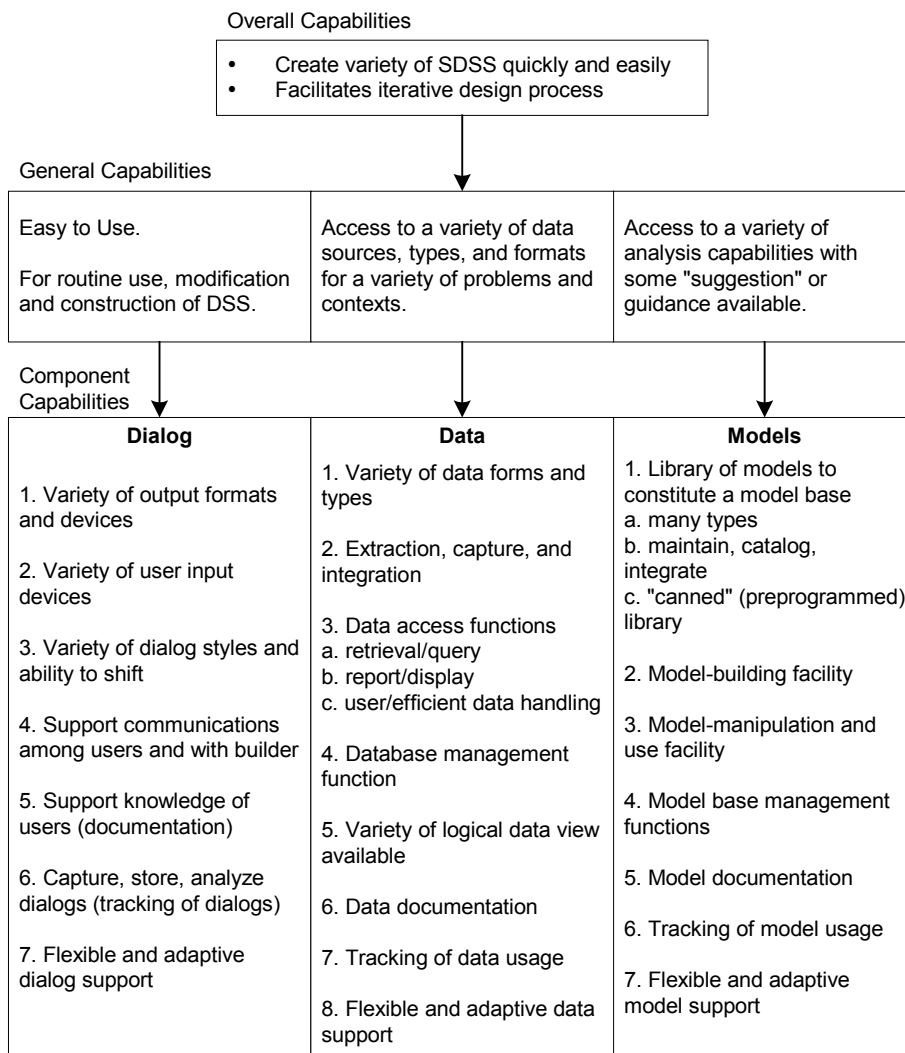 Overall Capabilities
• Create variety of SDSS quickly and easily
• Facilitates iterative design process
General Capabilities
Easy to Use.
For routine use, modification
and construction of DSS.
Access to a variety of data
sources, types, and formats
for a variety of problems and
contexts.
Access to a variety of
analysis capabilities with
some "suggestion" or
guidance available.
Component
Capabilities
Dialog
1. Variety of output formats
and devices
2. Variety of user input
devices
3. Variety of dialog styles and
ability to shift
4. Support communications
among users and with builder
5. Support knowledge of
users (documentation)
6. Capture, store, analyze
dialogs (tracking of dialogs)
7. Flexible and adaptive
dialog support
Data
1. Variety of data forms and
types
2. Extraction, capture, and
integration
3. Data access functions
a. retrieval/query
b. report/display
c. user/efficient data handling
4. Database management
function
5. Variety of logical data view
available
6. Data documentation
7. Tracking of data usage
8. Flexible and adaptive data
support
Models
1. Library of models to
constitute a model base
a. many types
b. maintain, catalog,
integrate
c. "canned" (preprogrammed)
library
2. Model-building facility
3. Model-manipulation and
use facility
4. Model base management
functions
5. Model documentation
6. Tracking of model usage
7. Flexible and adaptive
model support